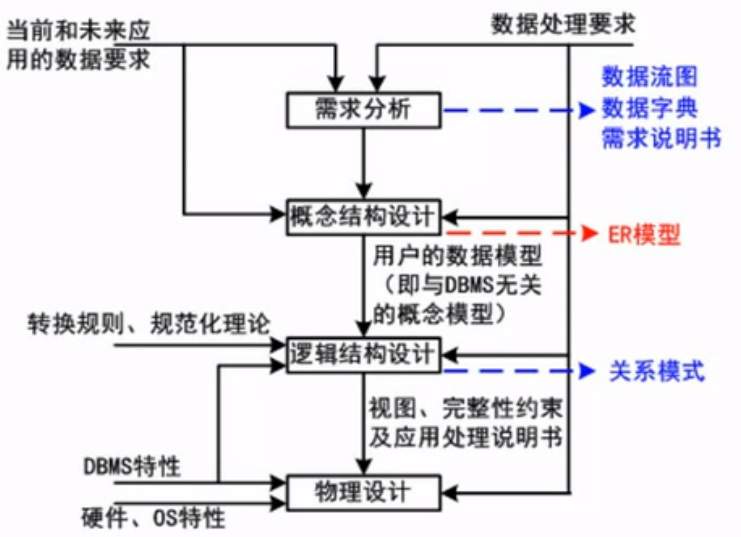 当前和未来应
用的数据要求
数据处理要求
需求分析
数据流图
数据字典
需求说明书
概念结构设计
ER模型
用户的数据模型
（即与DBMS无关
的概念模型）
转换规则、规范化理论
逻辑结构设计
关系模式
视图、完整性约束
及应用处理说明书
DBMS特性
物理设计
硬件、OS特性